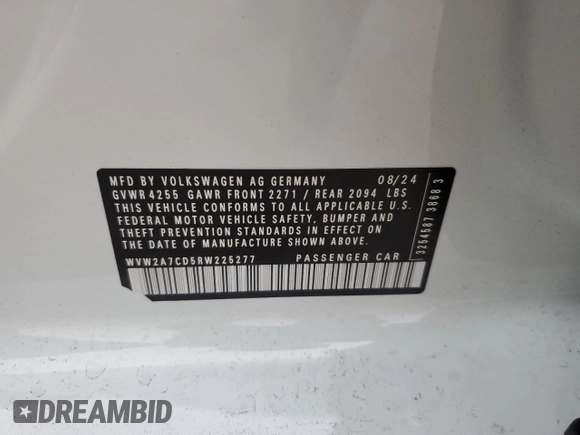 MFD BY VOLKSWAGEN AG GERMANY 08/24
GVWR 4255 GAWR FRONT 2271 / REAR 2094 LBS
THIS VEHICLE CONFORMS TO ALL APPLICABLE U.S.
FEDERAL MOTOR VEHICLE SAFETY, BUMPER AND
THEFT PREVENTION STANDARDS IN EFFECT ON
THE DATE OF MANUFACTURE SHOWN ABOVE.
WVW2A7CD5RW225277 PASSENGER CAR
3254587 3868 3
DREAMBID